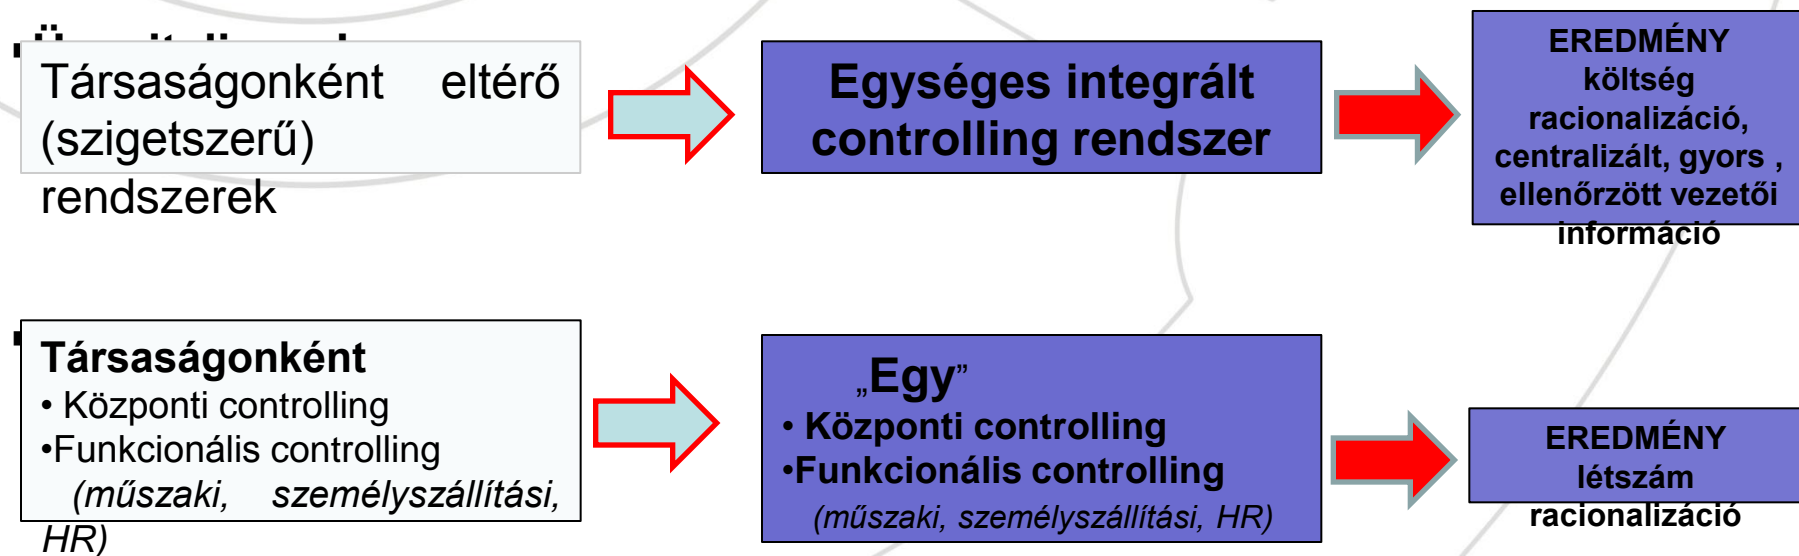 Társaságonként eltérő
(szigetszerű)
rendszerek
Egységes integrált
controlling rendszer
EREDMÉNY
költség
racionalizáció,
centralizált, gyors ,
ellenőrzött vezetői
információ
Társaságonként
• Központi controlling
•Funkcionális controlling
(műszaki, személyszállítási,
HR)
„Egy”
• Központi controlling
•Funkcionális controlling
(műszaki, személyszállítási, HR)
EREDMÉNY
létszám
racionalizáció